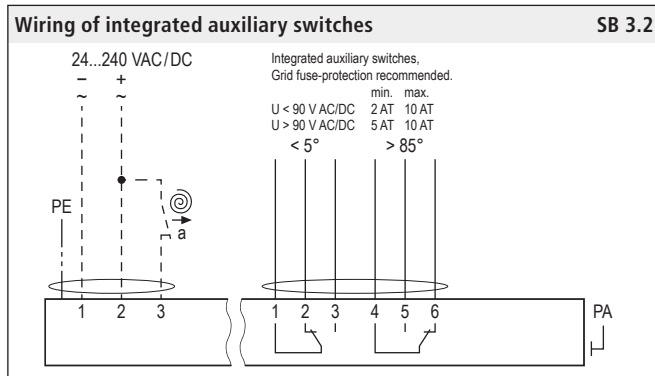 Wiring of integrated auxiliary switches SB 3.2
24...240 VAC/DC
– +
~ ~
Integrated auxiliary switches,
Grid fuse-protection recommended.
min. max.
U < 90 V AC/DC 2 AT 10 AT
U > 90 V AC/DC 5 AT 10 AT
< 5° > 85°
PE
a
1 2 3 1 2 3 4 5 6 PA